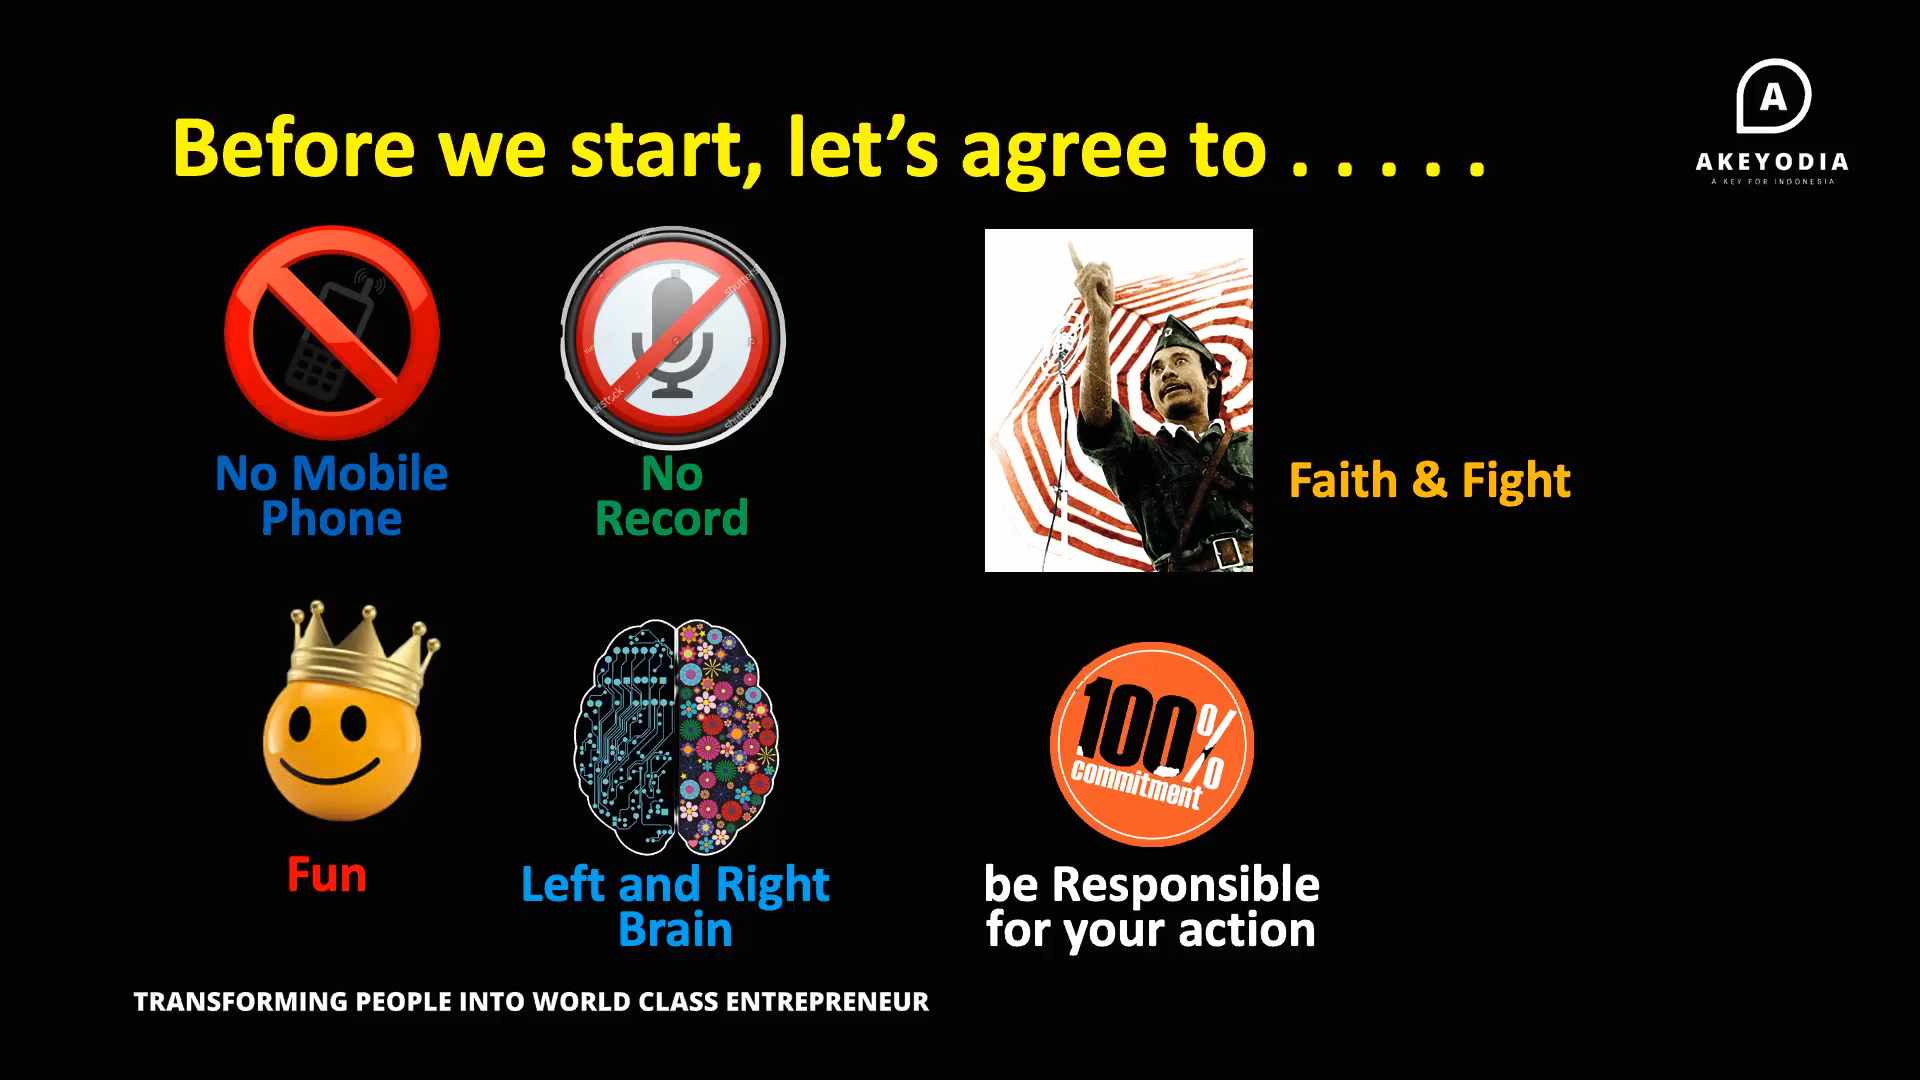 Before we start, let's agree to . . . . .
A
AKEYODIA
A KEY FOR INDONESIA
No Mobile
Phone
No
Record
Faith & Fight
100%
commitment
Fun
Left and Right
Brain
be Responsible
for your action
TRANSFORMING PEOPLE INTO WORLD CLASS ENTREPRENEUR